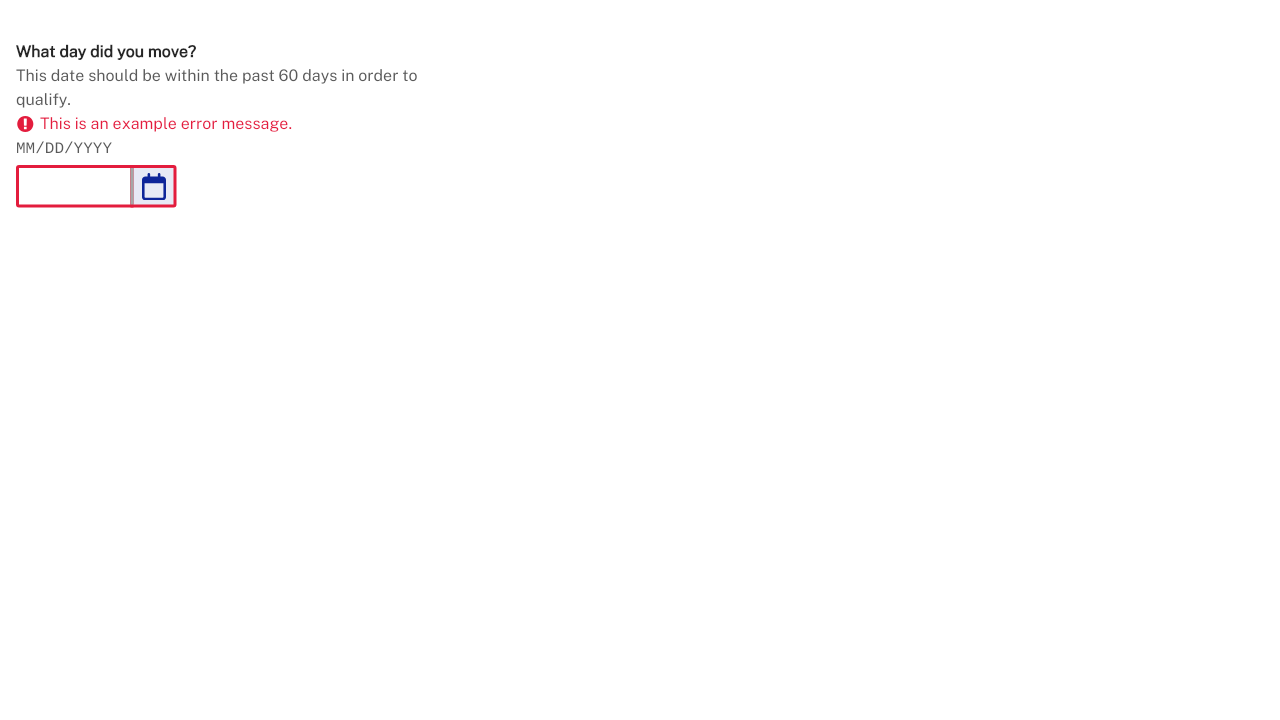 What day did you move?
This date should be within the past 60 days in order to
qualify.
This is an example error message.
MM/DD/YYYY